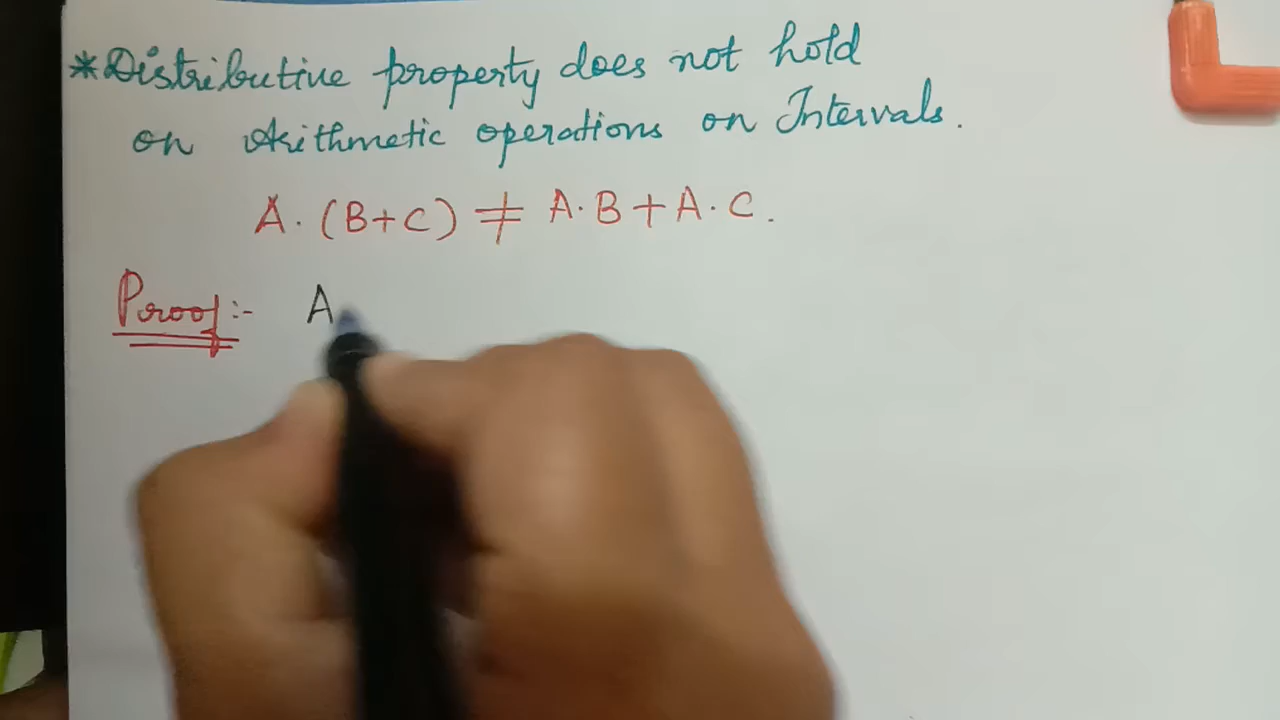 *Distributive property does not hold
on Arithmetic operations on Intervals.
A·(B+C) ≠ A·B+A·C.
Proof:- A